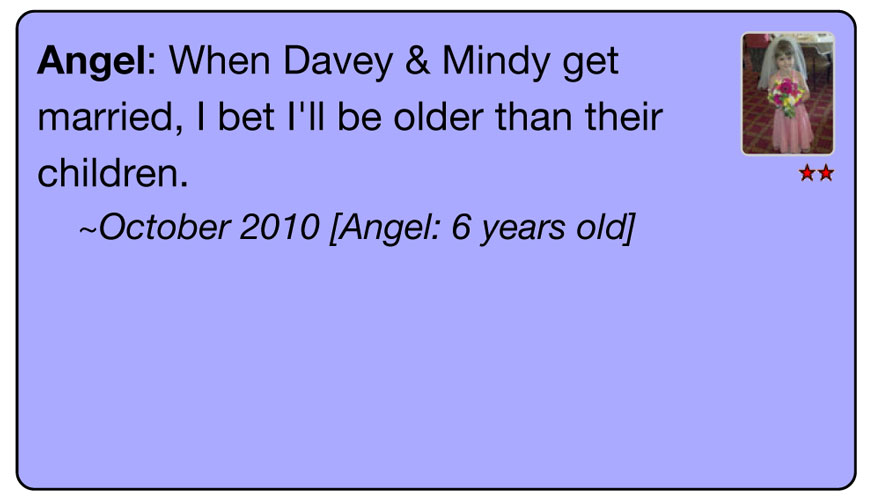 Angel: When Davey & Mindy get
married, I bet I'll be older than their
children.
~October 2010 [Angel: 6 years old]